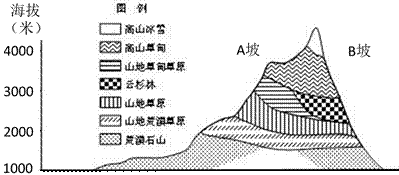 海拔
(米)
图 例
高山冰雪
高山草甸
山地草甸草原
云杉林
山地草原
山地荒漠草原
荒漠石山
A坡
B坡
4000
3000
2000
1000